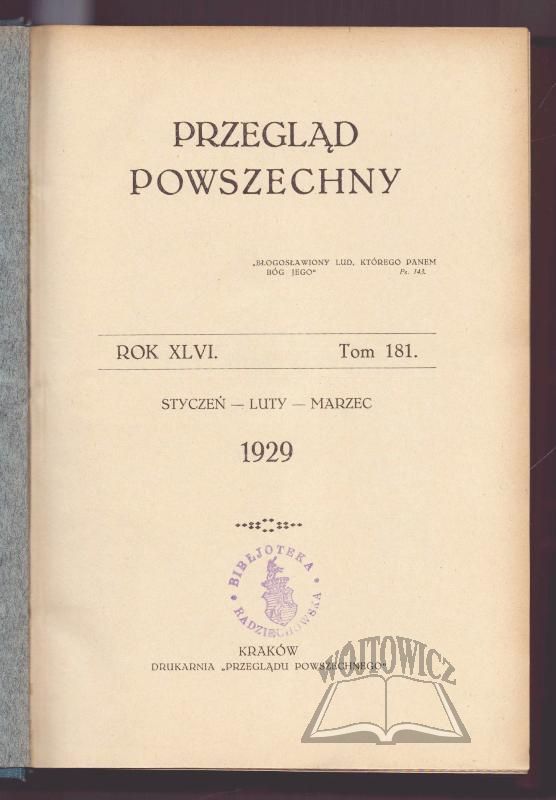 PRZEGLĄD
POWSZECHNY
„BŁOGOSŁAWIONY LUD, KTÓREGO PANEM
BÓG JEGO“ Ps. 143.
ROK XLVI. Tom 181.
STYCZEŃ — LUTY — MARZEC
1929
BIBLJOTEKA
RADZIECHOWSKA
KRAKÓW
DRUKARNIA „PRZEGLĄDU POWSZECHNEGO“
WÓJTOWICZ